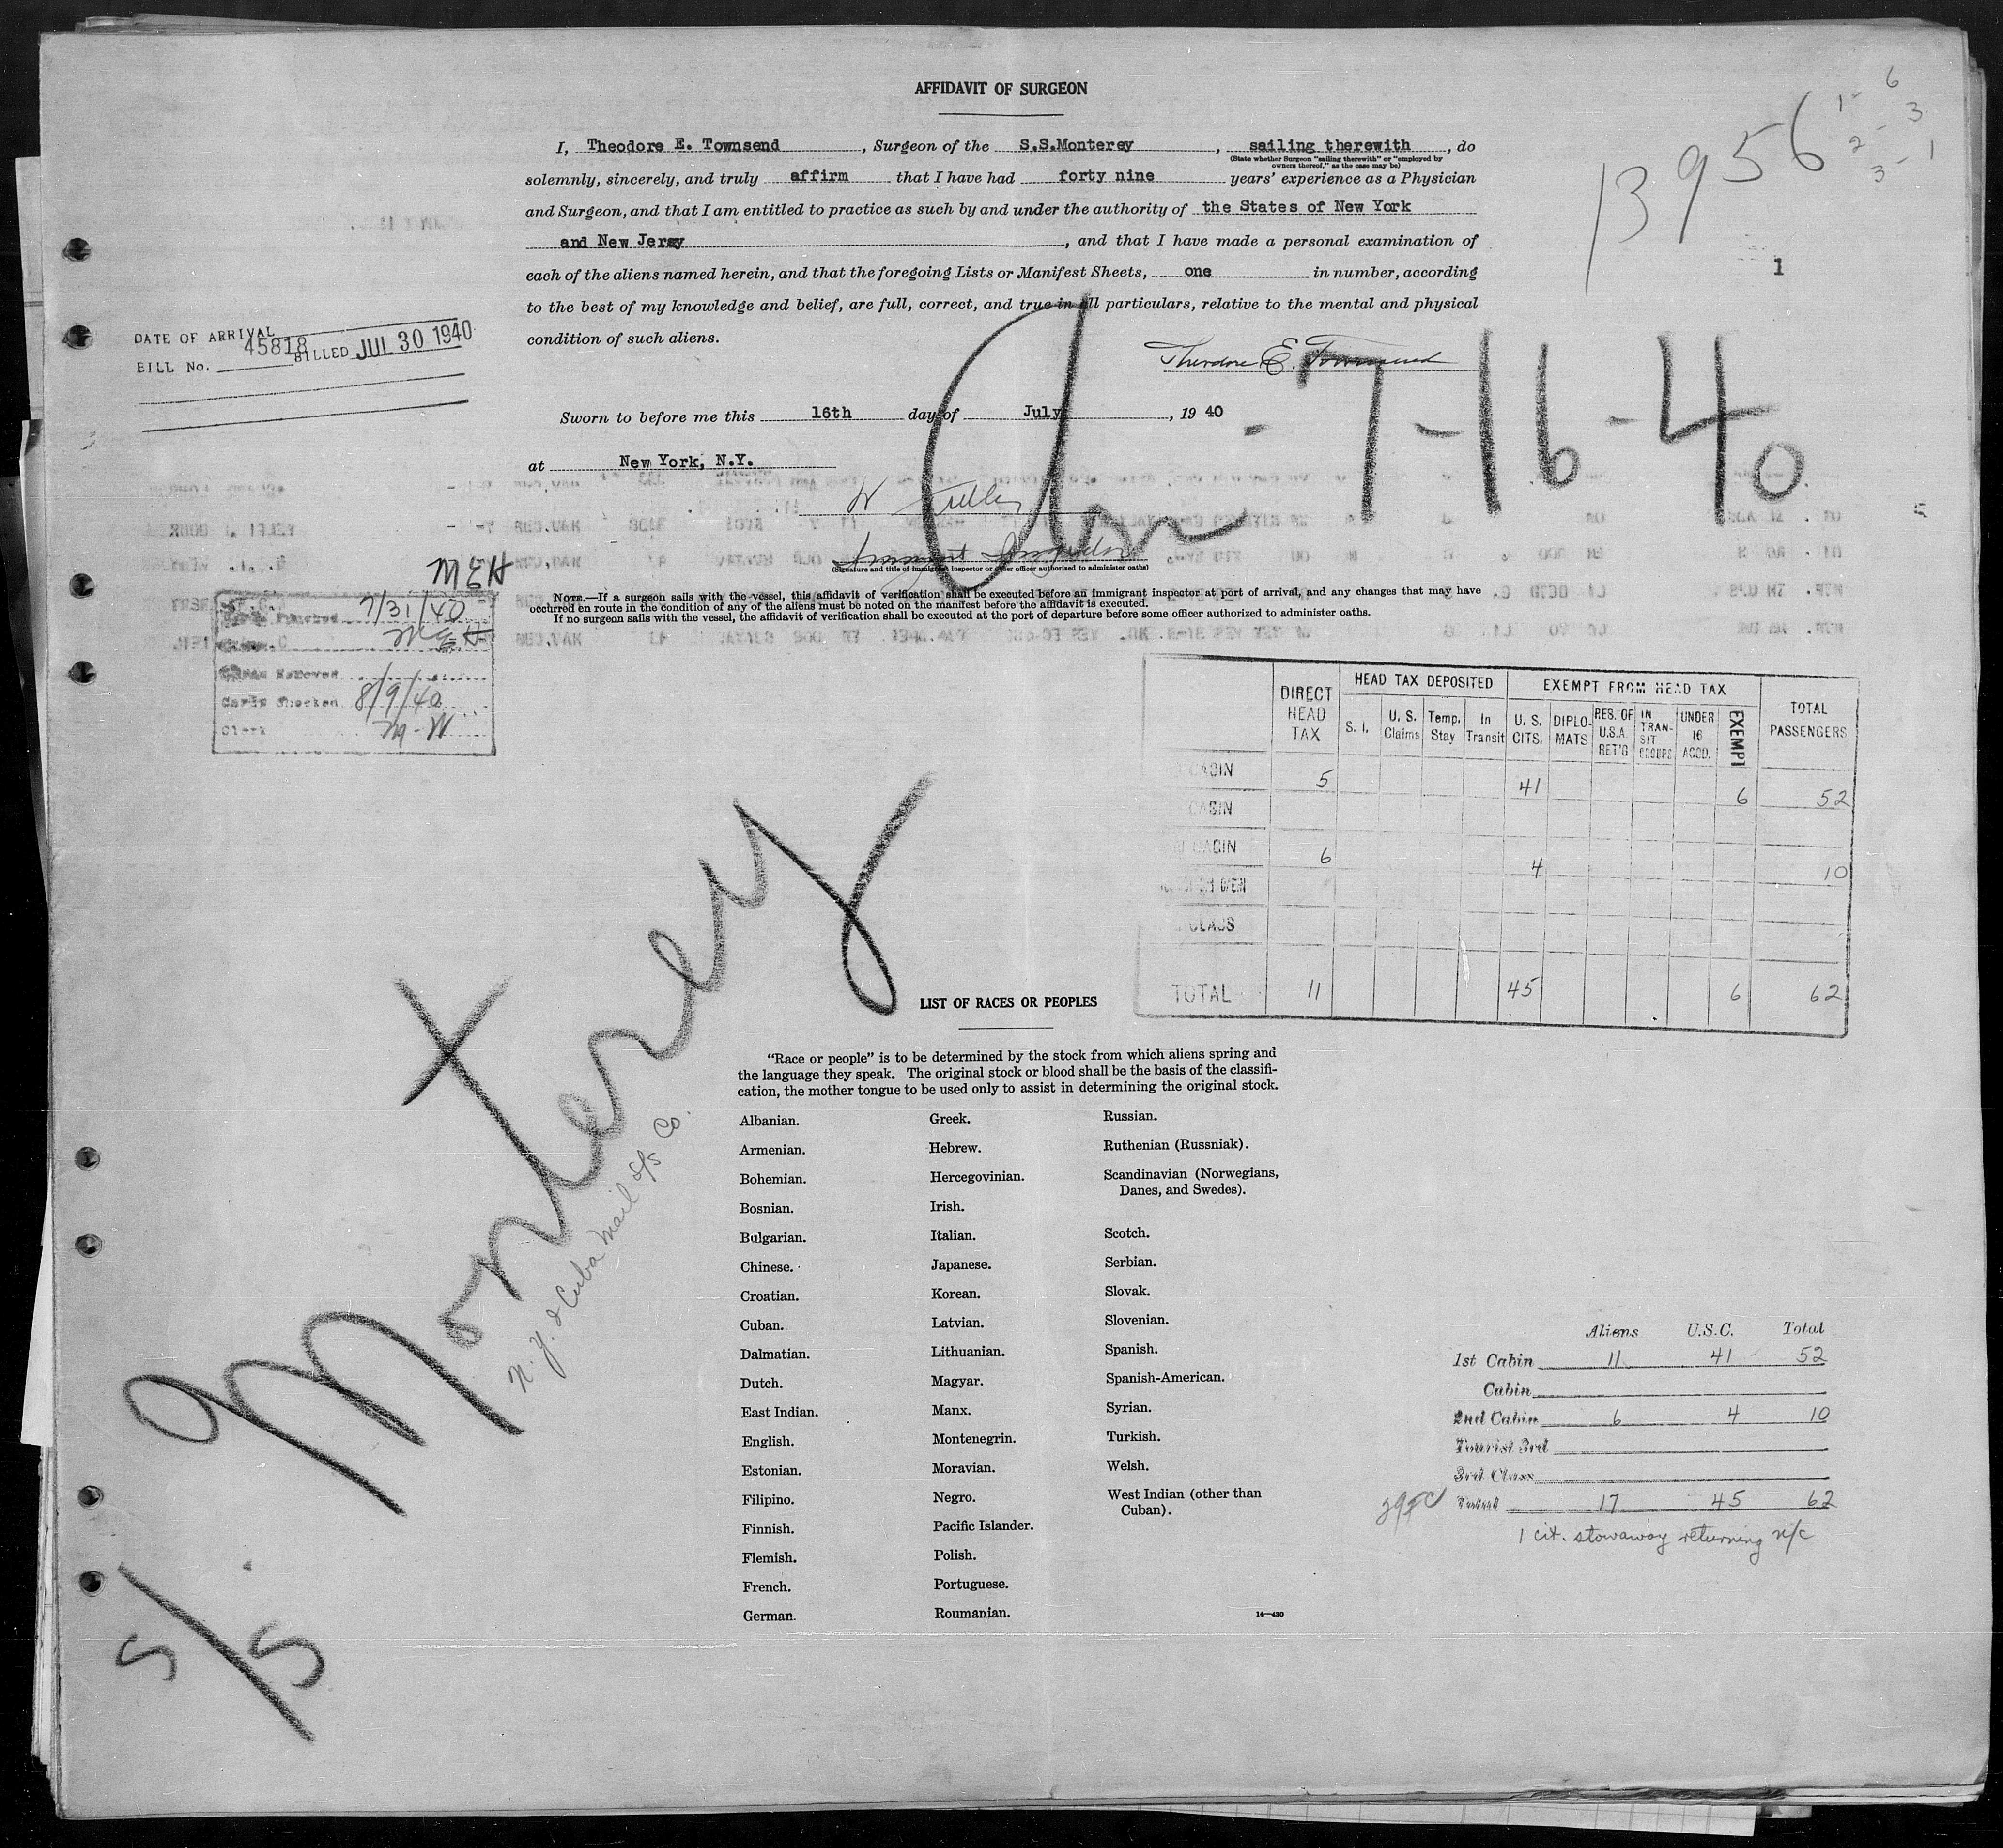 AFFIDAVIT OF SURGEON
1- 6
2- 3
3-1
13956
I, Theodore E. Townsend, Surgeon of the S.S.Monterey, sailing therewith, do
(State whether Surgeon "sailing therewith" or "employed by
owners thereof," as the case may be)
solemnly, sincerely, and truly affirm that I have had forty nine years' experience as a Physician
and Surgeon, and that I am entitled to practice as such by and under the authority of the States of New York
and New Jersy, and that I have made a personal examination of
each of the aliens named herein, and that the foregoing Lists or Manifest Sheets, one in number, according
1
to the best of my knowledge and belief, are full, correct, and true in all particulars, relative to the mental and physical
condition of such aliens.
DATE OF ARRIVAL
BILL No. 45818 BILLED JUL 30 1940
Theodore E. Townsend
Sworn to before me this 16th day of July, 19 40
at New York, N.Y.
Arr - 7-16-40
(Signature and title of Immigrant Inspector or other officer authorized to administer oaths)
NOTE.—If a surgeon sails with the vessel, this affidavit of verification shall be executed before an immigrant inspector at port of arrival, and any changes that may have
occurred en route in the condition of any of the aliens must be noted on the manifest before the affidavit is executed.
If no surgeon sails with the vessel, the affidavit of verification shall be executed at the port of departure before some officer authorized to administer oaths.
MEH
Punched 7/31/40
MEH
Removed
Cards Checked 8/9/40
Clerk M-W
DIRECT HEAD TAX HEAD TAX DEPOSITED EXEMPT FROM HEAD TAX TOTAL PASSENGERS
S. I. U. S. Claims Temp. Stay In Transit U. S. CITS. DIPLOMATS RES. OF U.S.A. RET'G IN TRANSIT GROUPS UNDER 16 ACCD. EXEMPT
CABIN 5 41 6 52
CABIN
CABIN 6 4 10
CLASS
TOTAL 11 45 6 62
S/S Monterey
N.Y. & Cuba Mail S/S Co.
LIST OF RACES OR PEOPLES
"Race or people" is to be determined by the stock from which aliens spring and
the language they speak. The original stock or blood shall be the basis of the classifi-
cation, the mother tongue to be used only to assist in determining the original stock.
Albanian.
Armenian.
Bohemian.
Bosnian.
Bulgarian.
Chinese.
Croatian.
Cuban.
Dalmatian.
Dutch.
East Indian.
English.
Estonian.
Filipino.
Finnish.
Flemish.
French.
German.
Greek.
Hebrew.
Hercegovinian.
Irish.
Italian.
Japanese.
Korean.
Latvian.
Lithuanian.
Magyar.
Manx.
Montenegrin.
Moravian.
Negro.
Pacific Islander.
Polish.
Portuguese.
Roumanian.
Russian.
Ruthenian (Russniak).
Scandinavian (Norwegians,
Danes, and Swedes).
Scotch.
Serbian.
Slovak.
Slovenian.
Spanish.
Spanish-American.
Syrian.
Turkish.
Welsh.
West Indian (other than
Cuban).
14—430
Aliens U.S.C. Total
1st Cabin 11 41 52
Cabin
2nd Cabin 6 4 10
Tourist 3rd
3rd Class
Total 17 45 62
1 cit. stowaway returning n/c